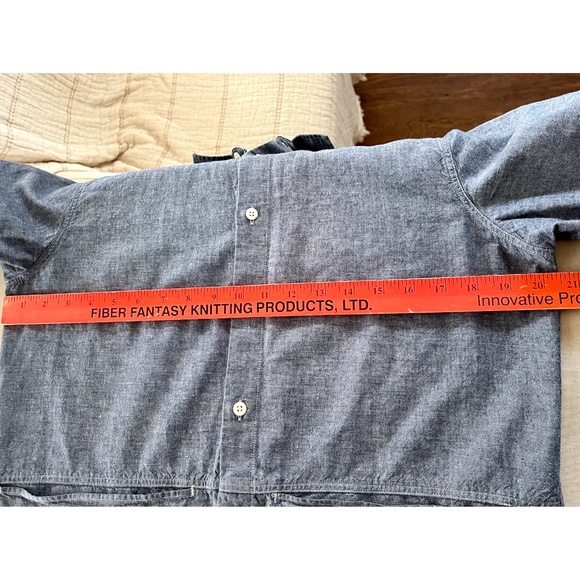 1 2 3 4 5 6 7 8 9 10 11 12 13 14 15 16 17 18 19 20 21
FIBER FANTASY KNITTING PRODUCTS, LTD. Innovative Pro